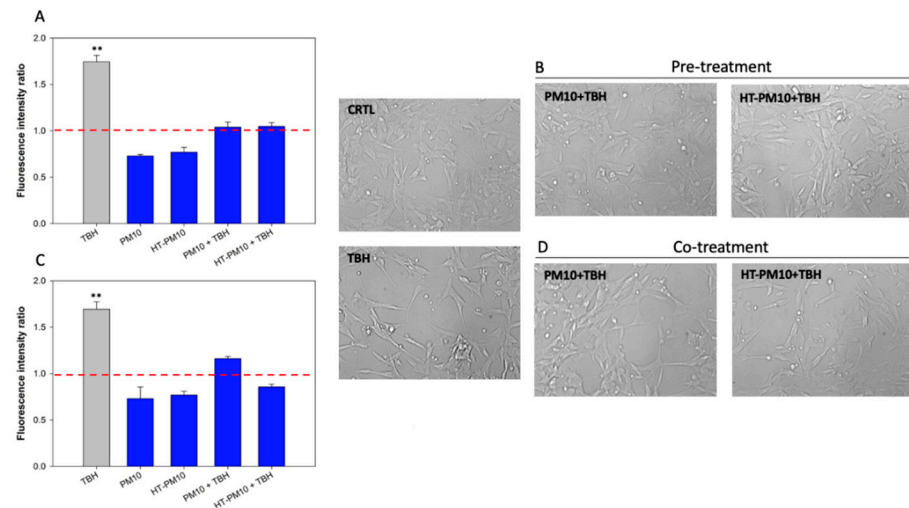 A
Fluorescence intensity ratio
2.0
1.5
1.0
0.5
0.0
**
TBH
PM10
HT-PM10
PM10 + TBH
HT-PM10 + TBH
C
Fluorescence intensity ratio
2.0
1.5
1.0
0.5
0.0
**
TBH
PM10
HT-PM10
PM10 + TBH
HT-PM10 + TBH
CRTL
TBH
B
Pre-treatment
PM10+TBH
HT-PM10+TBH
D
Co-treatment
PM10+TBH
HT-PM10+TBH